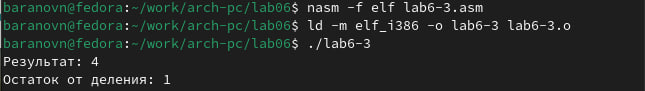 baranovn@fedora:~/work/arch-pc/lab06$ nasm -f elf lab6-3.asm
baranovn@fedora:~/work/arch-pc/lab06$ ld -m elf_i386 -o lab6-3 lab6-3.o
baranovn@fedora:~/work/arch-pc/lab06$ ./lab6-3
Результат: 4
Остаток от деления: 1